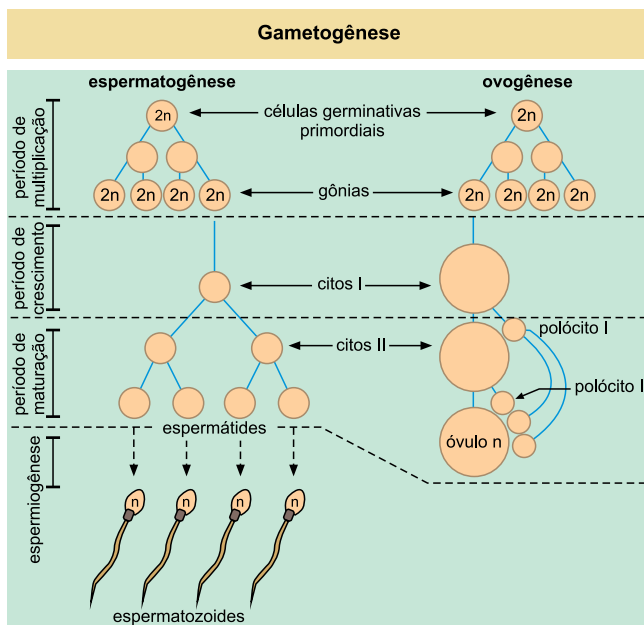 Gametogênese
espermatogênese
ovogênese
período de
multiplicação
2n
células germinativas
primordiais
2n
2n 2n 2n 2n
gônias
2n 2n 2n 2n
período de
crescimento
citos I
período de
maturação
citos II
polócito I
polócito I
espermátides
óvulo n
espermiogênese
n n n n
espermatozoides